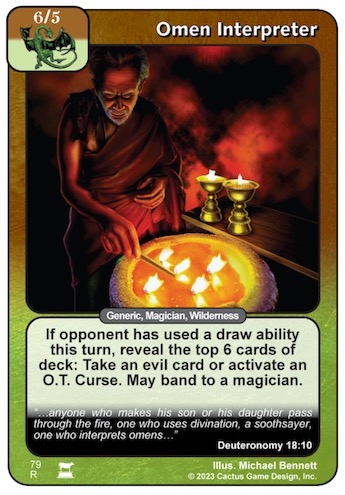 6/5
Omen Interpreter
Generic, Magician, Wilderness
If opponent has used a draw ability
this turn, reveal the top 6 cards of
deck: Take an evil card or activate an
O.T. Curse. May band to a magician.
“...anyone who makes his son or his daughter pass
through the fire, one who uses divination, a soothsayer,
one who interprets omens...”
Deuteronomy 18:10
79
R
Illus. Michael Bennett
© 2023 Cactus Game Design, Inc.